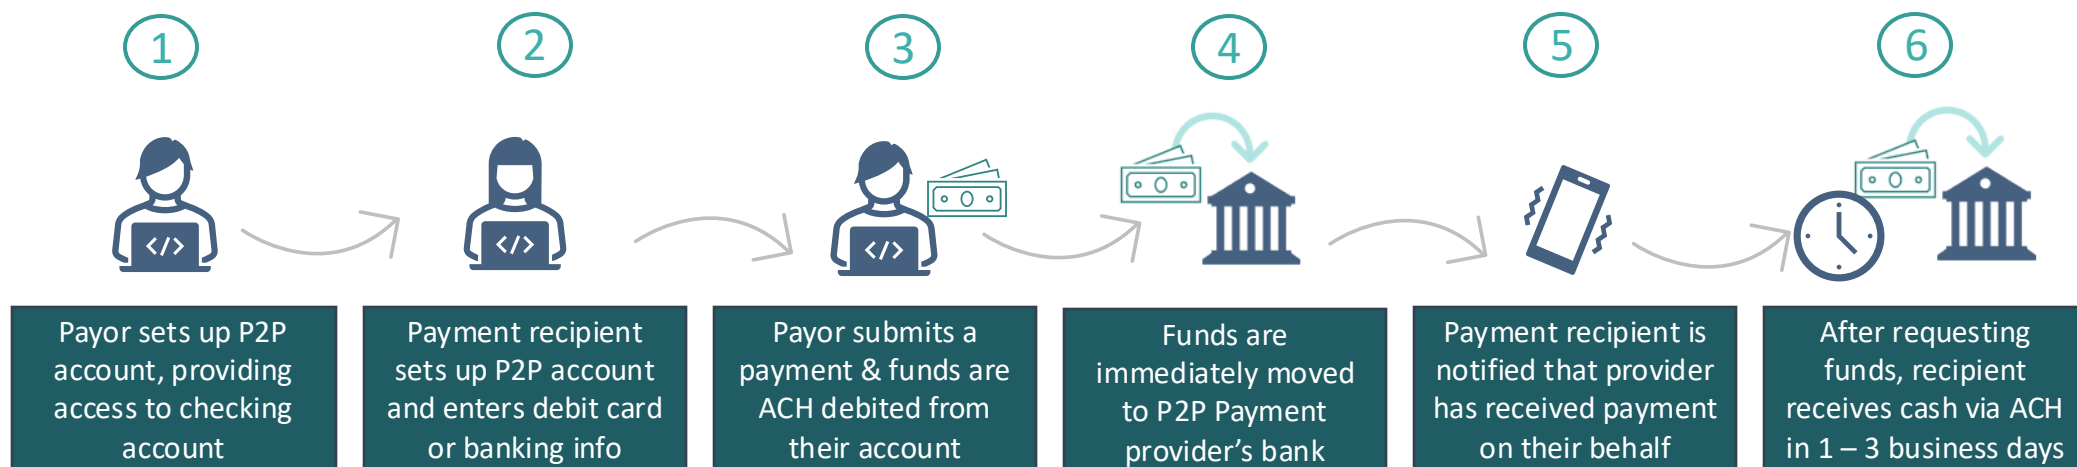 1
2
3
4
5
6
</>
</>
</>
Payor sets up P2P
account, providing
access to checking
account
Payment recipient
sets up P2P account
and enters debit card
or banking info
Payor submits a
payment & funds are
ACH debited from
their account
Funds are
immediately moved
to P2P Payment
provider's bank
Payment recipient is
notified that provider
has received payment
on their behalf
After requesting
funds, recipient
receives cash via ACH
in 1 – 3 business days